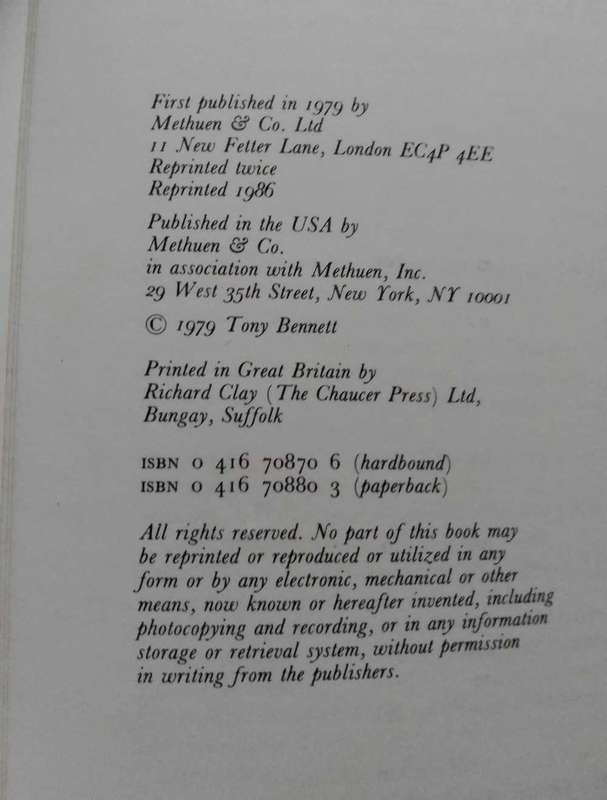 First published in 1979 by
Methuen & Co. Ltd
11 New Fetter Lane, London EC4P 4EE
Reprinted twice
Reprinted 1986
Published in the USA by
Methuen & Co.
in association with Methuen, Inc.
29 West 35th Street, New York, NY 10001
© 1979 Tony Bennett
Printed in Great Britain by
Richard Clay (The Chaucer Press) Ltd,
Bungay, Suffolk
ISBN 0 416 70870 6 (hardbound)
ISBN 0 416 70880 3 (paperback)
All rights reserved. No part of this book may
be reprinted or reproduced or utilized in any
form or by any electronic, mechanical or other
means, now known or hereafter invented, including
photocopying and recording, or in any information
storage or retrieval system, without permission
in writing from the publishers.